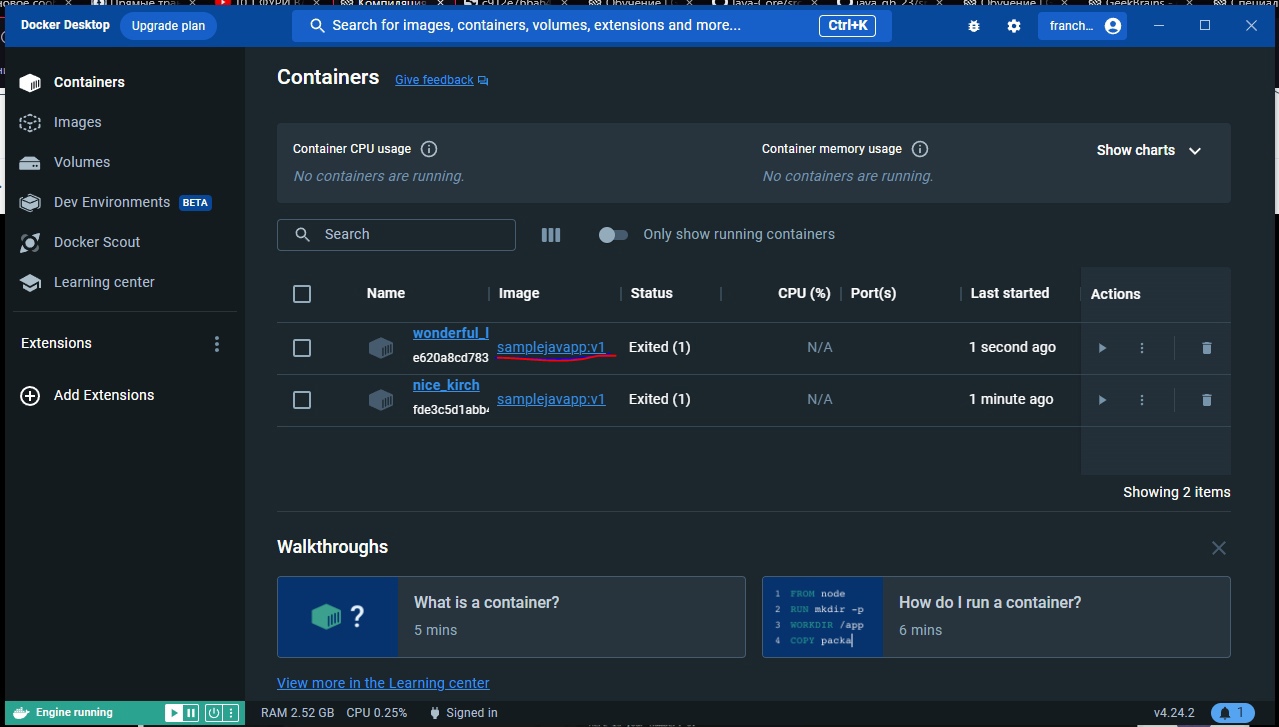 Docker Desktop
Upgrade plan
Search for images, containers, volumes, extensions and more...
Ctrl+K
franch...
Containers
Images
Volumes
Dev Environments BETA
Docker Scout
Learning center
Extensions
Add Extensions
Containers
Give feedback
Container CPU usage
No containers are running.
Container memory usage
No containers are running.
Show charts
Search
Only show running containers
Name Image Status CPU (%) Port(s) Last started Actions
wonderful_l
e620a8cd783
samplejavapp:v1 Exited (1) N/A 1 second ago
nice_kirch
fde3c5d1abb4
samplejavapp:v1 Exited (1) N/A 1 minute ago
Showing 2 items
Walkthroughs
?
What is a container?
5 mins
1 FROM node
2 RUN mkdir -p
3 WORKDIR /app
4 COPY packa
How do I run a container?
6 mins
View more in the Learning center
Engine running
RAM 2.52 GB CPU 0.25% Signed in
v4.24.2
1